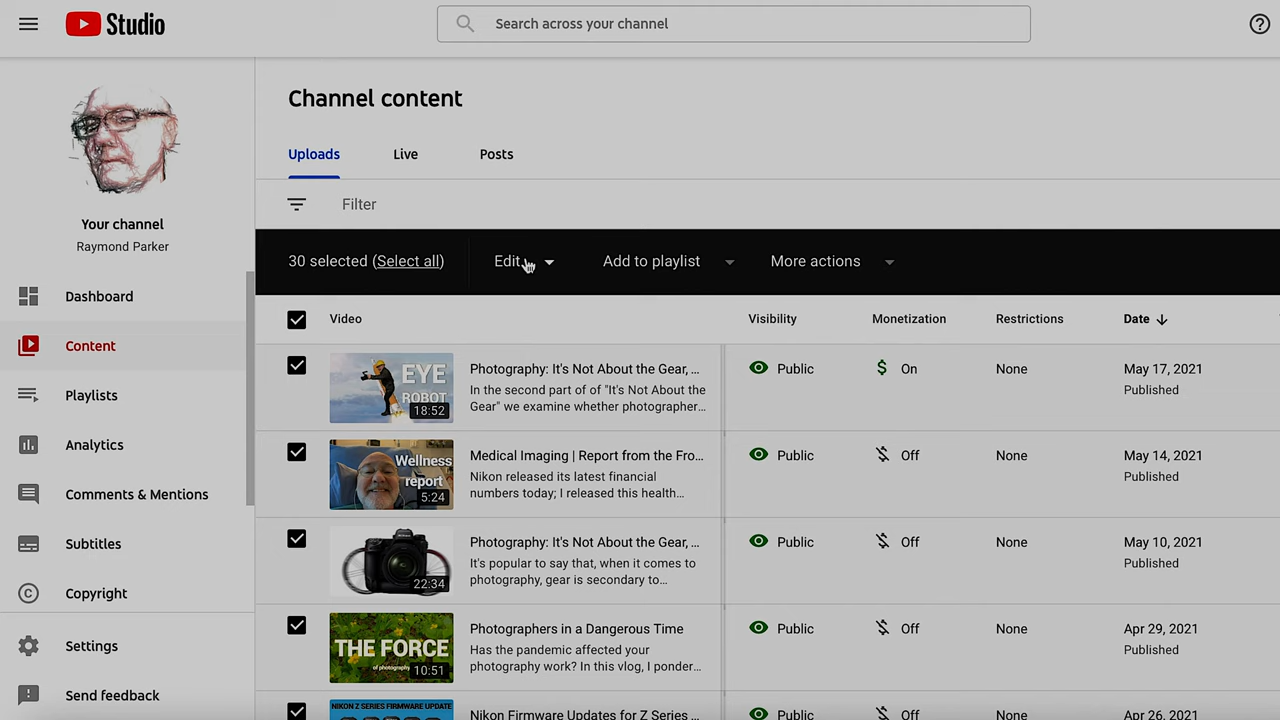 Studio
Search across your channel
Channel content
Uploads Live Posts
Your channel
Raymond Parker
Filter
30 selected (Select all) Edit Add to playlist More actions
Dashboard
Content
Playlists
Analytics
Comments & Mentions
Subtitles
Copyright
Settings
Send feedback
Video Visibility Monetization Restrictions Date
EYE
ROBOT
18:52
Photography: It's Not About the Gear, ...
In the second part of of "It's Not About the
Gear" we examine whether photographer...
Public On None May 17, 2021
Published
Wellness
report
5:24
Medical Imaging | Report from the Fro...
Nikon released its latest financial
numbers today; I released this health...
Public Off None May 14, 2021
Published
22:34
Photography: It's Not About the Gear, ...
It's popular to say that, when it comes to
photography, gear is secondary to...
Public Off None May 10, 2021
Published
THE FORCE
of photography
10:51
Photographers in a Dangerous Time
Has the pandemic affected your
photography work? In this vlog, I ponder...
Public Off None Apr 29, 2021
Published
NIKON Z SERIES FIRMWARE UPDATE
Nikon Firmware Updates for Z Series ...
Public Off None Apr 26, 2021